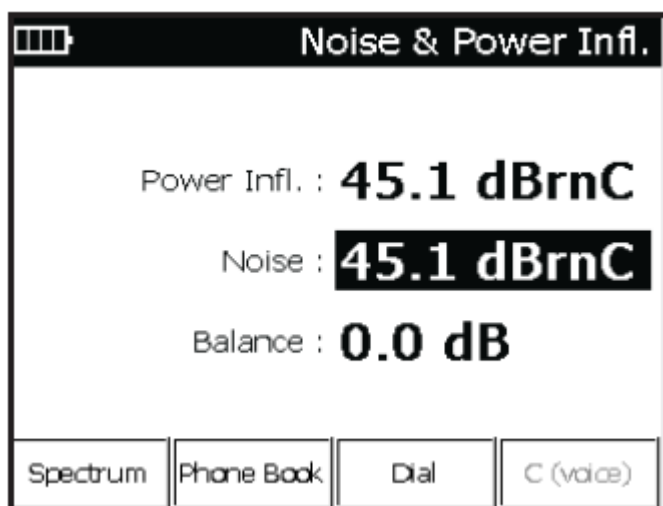 Noise & Power Infl.
Power Infl. : 45.1 dBrnC
Noise : 45.1 dBrnC
Balance : 0.0 dB
Spectrum Phone Book Dial C (voice)